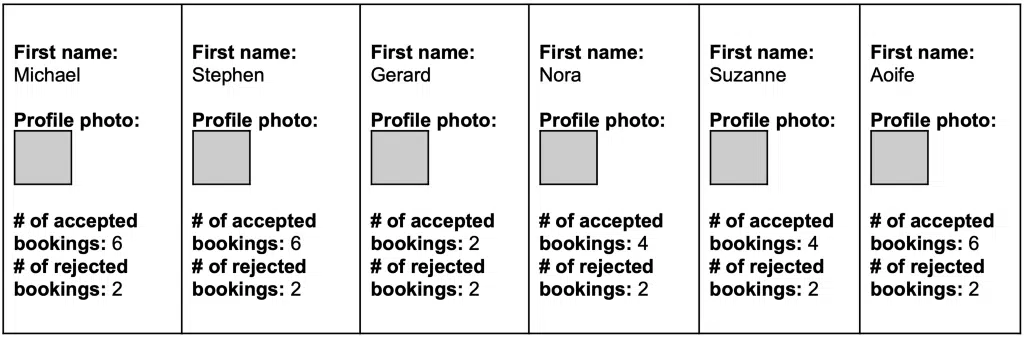 First name:
Michael
Profile photo:
# of accepted
bookings: 6
# of rejected
bookings: 2
First name:
Stephen
Profile photo:
# of accepted
bookings: 6
# of rejected
bookings: 2
First name:
Gerard
Profile photo:
# of accepted
bookings: 2
# of rejected
bookings: 2
First name:
Nora
Profile photo:
# of accepted
bookings: 4
# of rejected
bookings: 2
First name:
Suzanne
Profile photo:
# of accepted
bookings: 4
# of rejected
bookings: 2
First name:
Aoife
Profile photo:
# of accepted
bookings: 6
# of rejected
bookings: 2